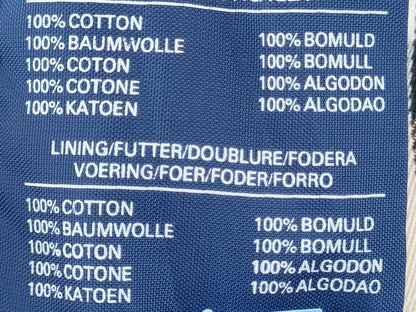 100% COTTON
100% BAUMWOLLE 100% BOMULD
100% COTON 100% BOMULL
100% COTONE 100% ALGODON
100% KATOEN 100% ALGODAO
LINING/FUTTER/DOUBLURE/FODERA
VOERING/FOER/FODER/FORRO
100% COTTON
100% BAUMWOLLE 100% BOMULD
100% COTON 100% BOMULL
100% COTONE 100% ALGODON
100% KATOEN 100% ALGODAO